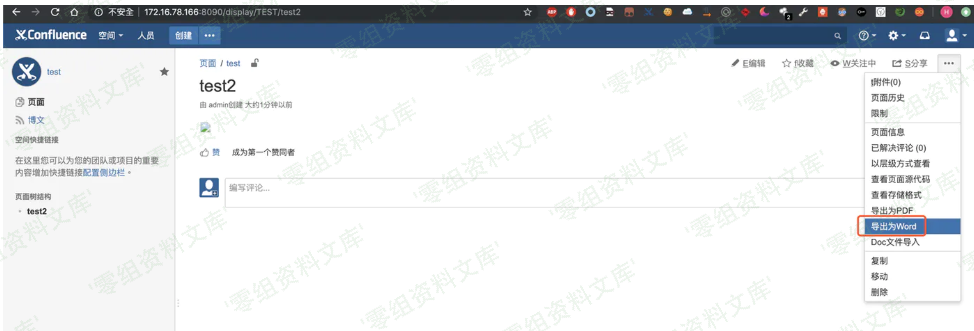 不安全 | 172.16.78.166:8090/display/TEST/test2
Confluence 空间 人员 创建 •••
test
页面
博文
空间快捷链接
在这里您可以为您的团队或项目的重要
内容增加快捷链接配置侧边栏。
页面树结构
test2
页面 / test
test2
由 admin创建 大约1分钟以前
赞 成为第一个赞同者
编写评论...
E编辑 f收藏 W关注中 S分享 •••
t附件(0)
页面历史
限制
页面信息
已解决评论 (0)
以层级方式查看
查看页面源代码
查看存储格式
导出为PDF
导出为Word
Doc文件导入
复制
移动
删除
零组资料文库